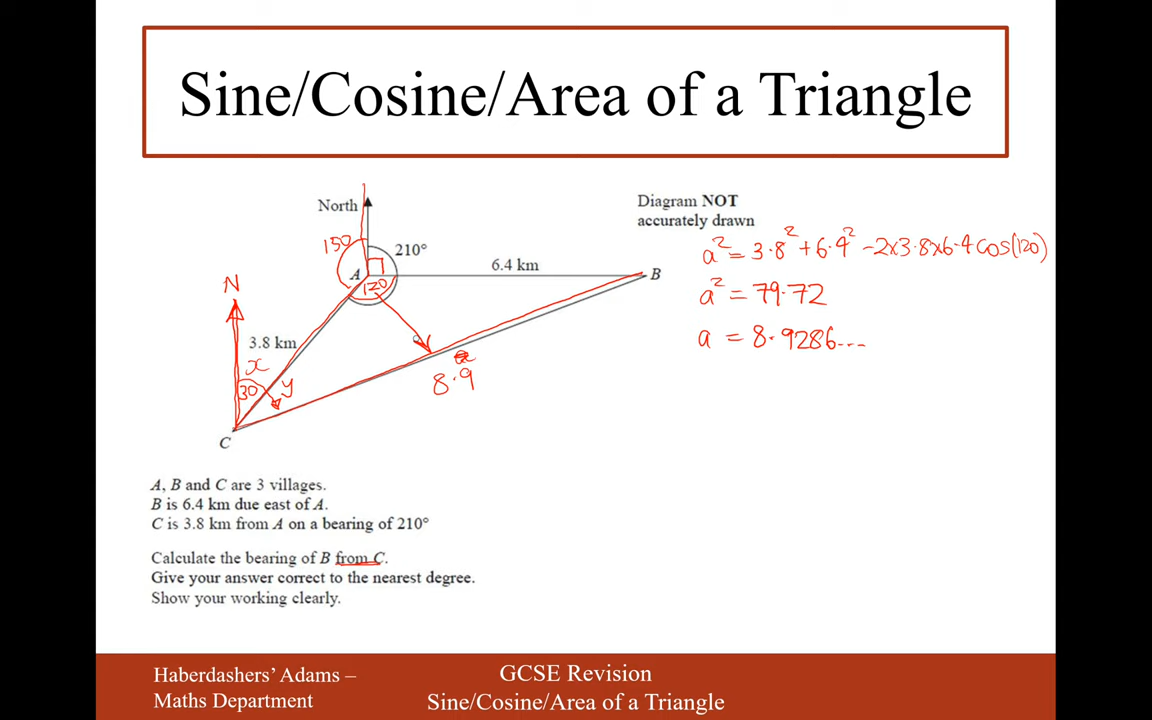 Sine/Cosine/Area of a Triangle
North
Diagram NOT
accurately drawn
150
210°
a² = 3·8² + 6·4² - 2x3·8x6·4 cos(120)
A
120
6.4 km
B
N
a² = 79·72
3.8 km
a = 8·9286...
x
30
y
8·9
C
A, B and C are 3 villages.
B is 6.4 km due east of A.
C is 3.8 km from A on a bearing of 210°
Calculate the bearing of B from C.
Give your answer correct to the nearest degree.
Show your working clearly.
Haberdashers’ Adams –
Maths Department
GCSE Revision
Sine/Cosine/Area of a Triangle